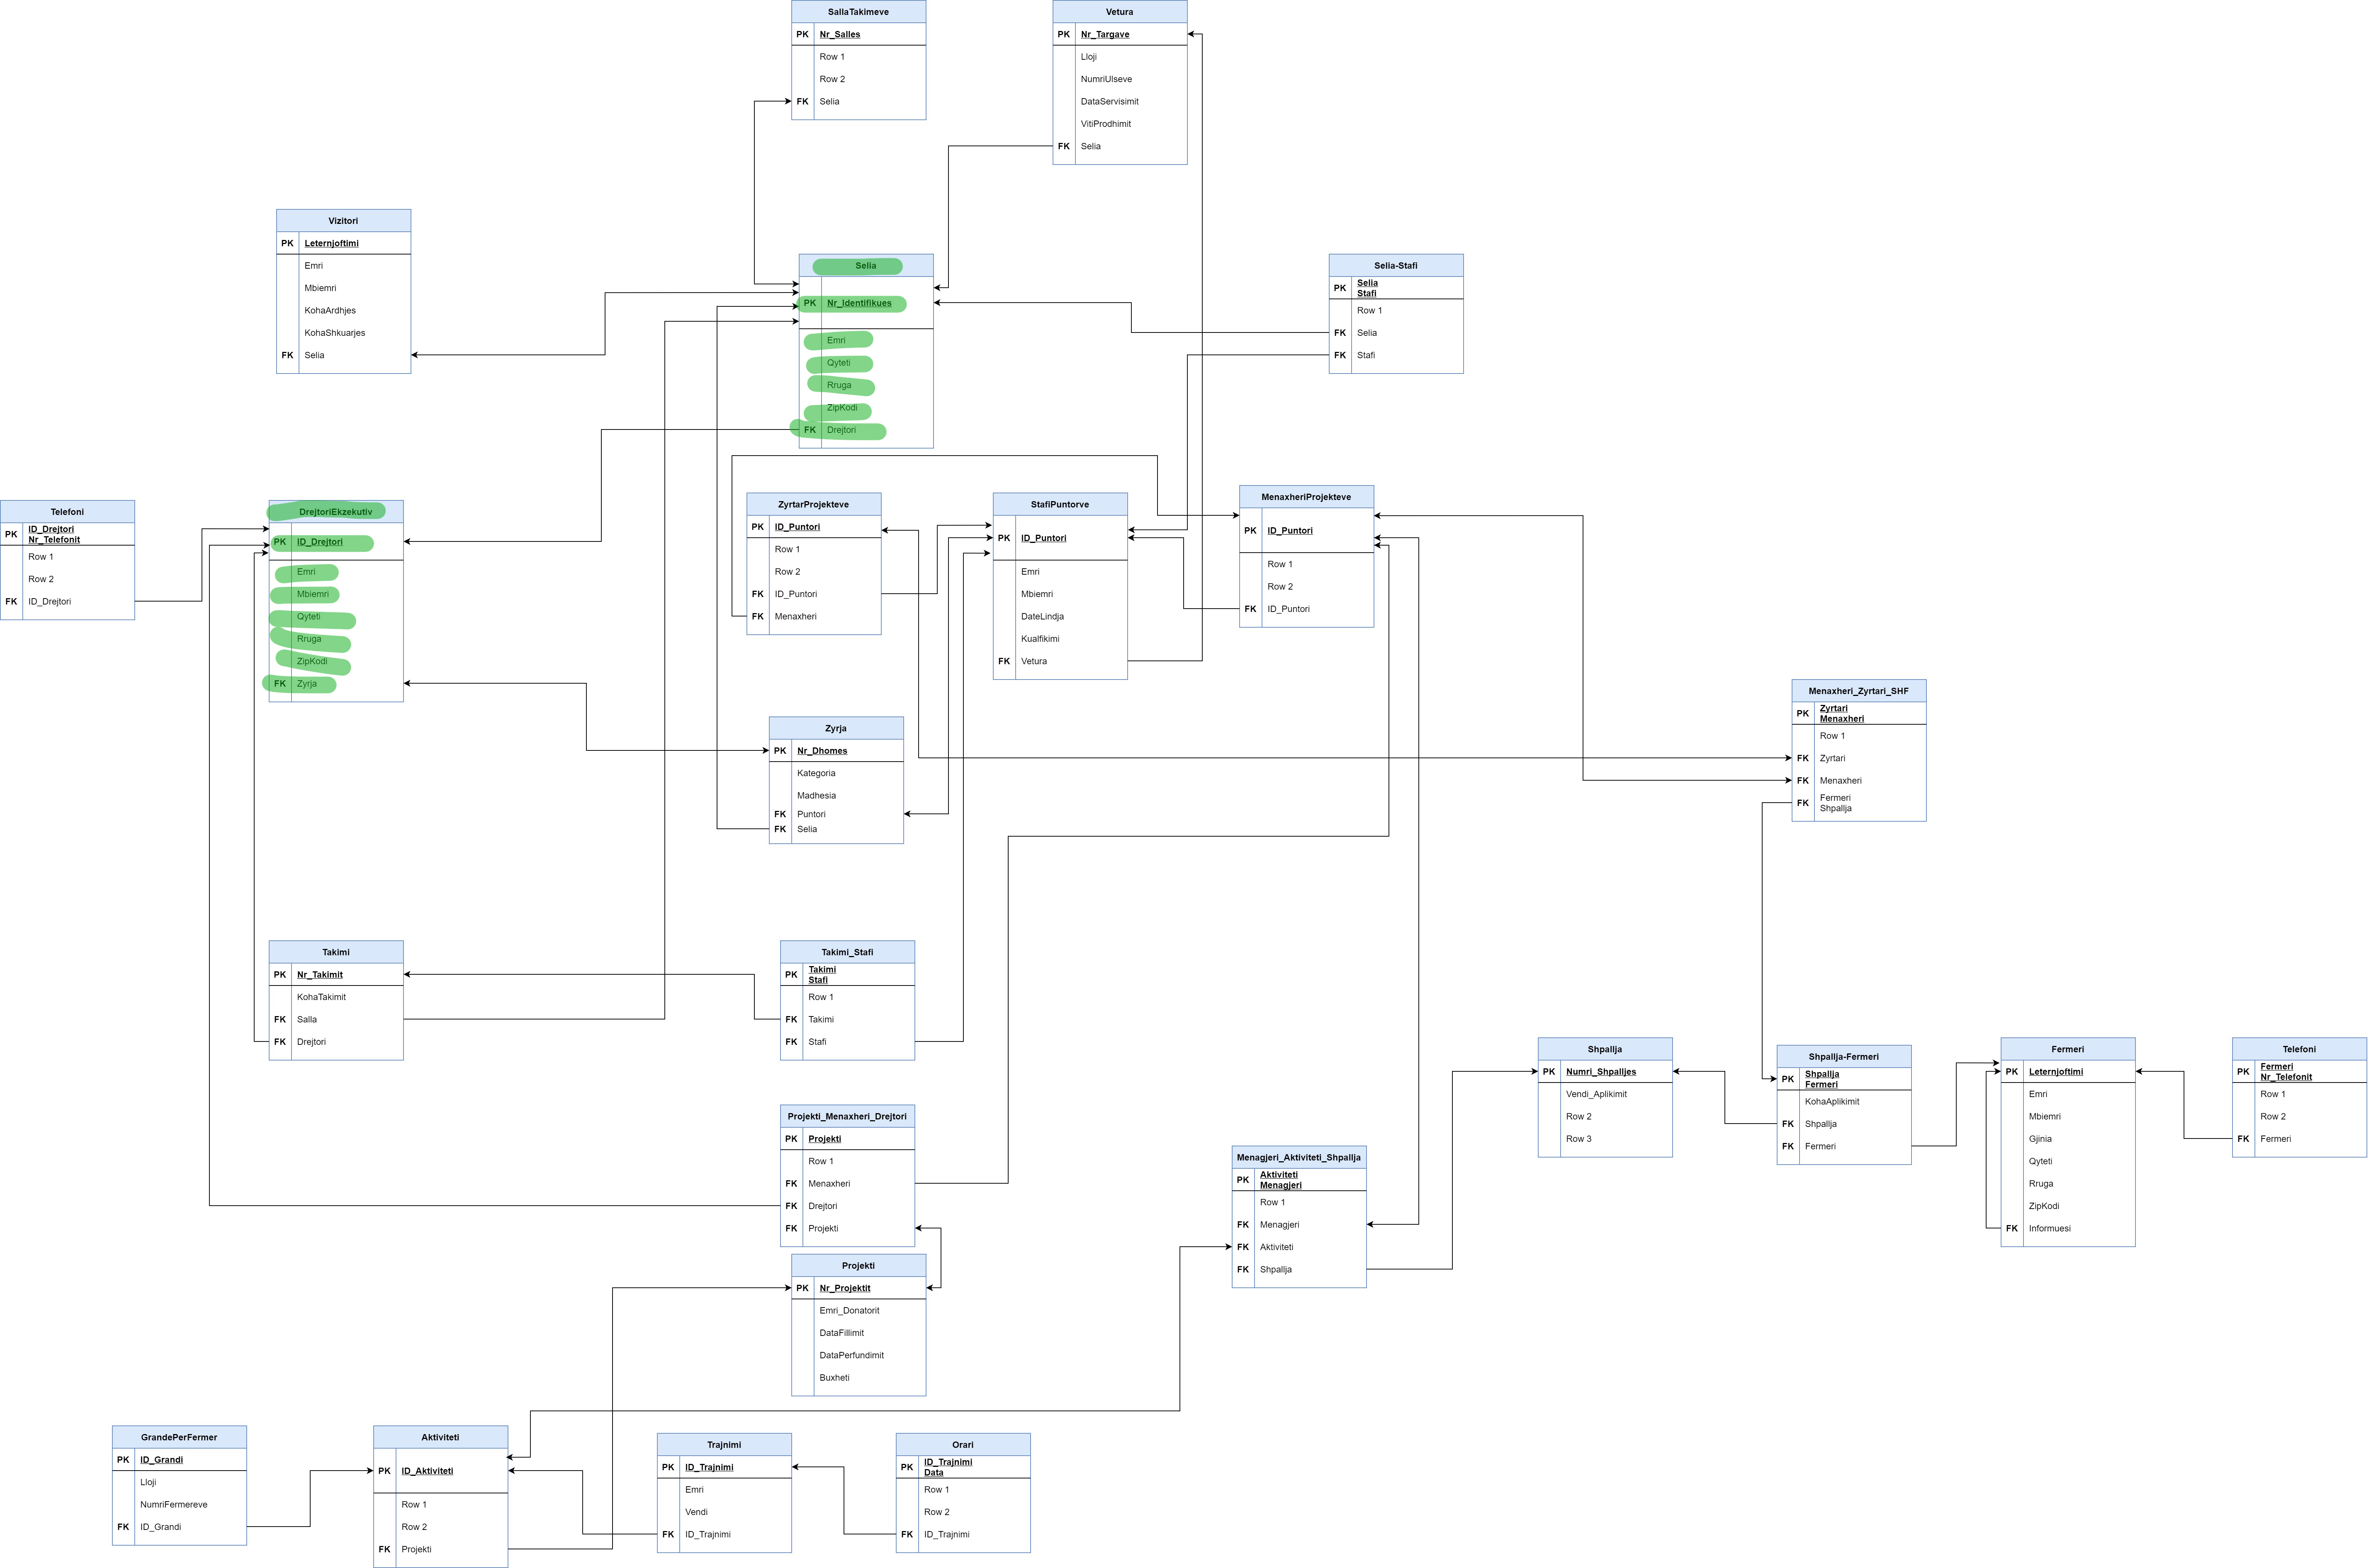 SallaTakimeve
PK Nr_Salles
Row 1
Row 2
FK Selia
Vetura
PK Nr_Targave
Lloji
NumriUlseve
DataServisimit
VitiProdhimit
FK Selia
Vizitori
PK Leternjoftimi
Emri
Mbiemri
KohaArdhjes
KohaShkuarjes
FK Selia
Selia
PK Nr_Identifikues
Emri
Qyteti
Rruga
ZipKodi
FK Drejtori
Selia-Stafi
PK Selia
Stafi
Row 1
FK Selia
FK Stafi
Telefoni
PK ID_Drejtori
Nr_Telefonit
Row 1
Row 2
FK ID_Drejtori
DrejtoriEkzekutiv
PK ID_Drejtori
Emri
Mbiemri
Qyteti
Rruga
ZipKodi
FK Zyrja
ZyrtarProjekteve
PK ID_Puntori
Row 1
Row 2
FK ID_Puntori
FK Menaxheri
StafiPuntorve
PK ID_Puntori
Emri
Mbiemri
DateLindja
Kualfikimi
FK Vetura
MenaxheriProjekteve
PK ID_Puntori
Row 1
Row 2
FK ID_Puntori
Menaxheri_Zyrtari_SHF
PK Zyrtari
Menaxheri
Row 1
FK Zyrtari
FK Menaxheri
FK Fermeri
Shpallja
Zyrja
PK Nr_Dhomes
Kategoria
Madhesia
FK Puntori
FK Selia
Takimi
PK Nr_Takimit
KohaTakimit
FK Salla
FK Drejtori
Takimi_Stafi
PK Takimi
Stafi
Row 1
FK Takimi
FK Stafi
Shpallja
PK Numri_Shpalljes
Vendi_Aplikimit
Row 2
Row 3
Shpallja-Fermeri
PK Shpallja
Fermeri
KohaAplikimit
FK Shpallja
FK Fermeri
Fermeri
PK Leternjoftimi
Emri
Mbiemri
Gjinia
Qyteti
Rruga
ZipKodi
FK Informuesi
Telefoni
PK Fermeri
Nr_Telefonit
Row 1
Row 2
FK Fermeri
Projekti_Menaxheri_Drejtori
PK Projekti
Row 1
FK Menaxheri
FK Drejtori
FK Projekti
Menagjeri_Aktiviteti_Shpallja
PK Aktiviteti
Menagjeri
Row 1
FK Menagjeri
FK Aktiviteti
FK Shpallja
Projekti
PK Nr_Projektit
Emri_Donatorit
DataFillimit
DataPerfundimit
Buxheti
GrandePerFermer
PK ID_Grandi
Lloji
NumriFermereve
FK ID_Grandi
Aktiviteti
PK ID_Aktiviteti
Row 1
Row 2
FK Projekti
Trajnimi
PK ID_Trajnimi
Emri
Vendi
FK ID_Trajnimi
Orari
PK ID_Trajnimi
Data
Row 1
Row 2
FK ID_Trajnimi